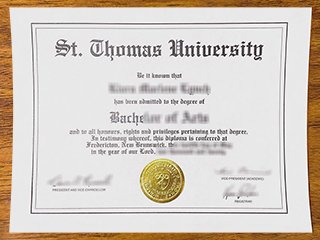 St. Thomas University
Be it known that
has been admitted to the degree of
Bachelor of Arts
and to all honours, rights and privileges pertaining to that degree.
In testimony whereof, this diploma is conferred at
Fredericton, New Brunswick, this
in the year of our Lord,
PRESIDENT AND VICE-CHANCELLOR
VICE-PRESIDENT (ACADEMIC)
REGISTRAR